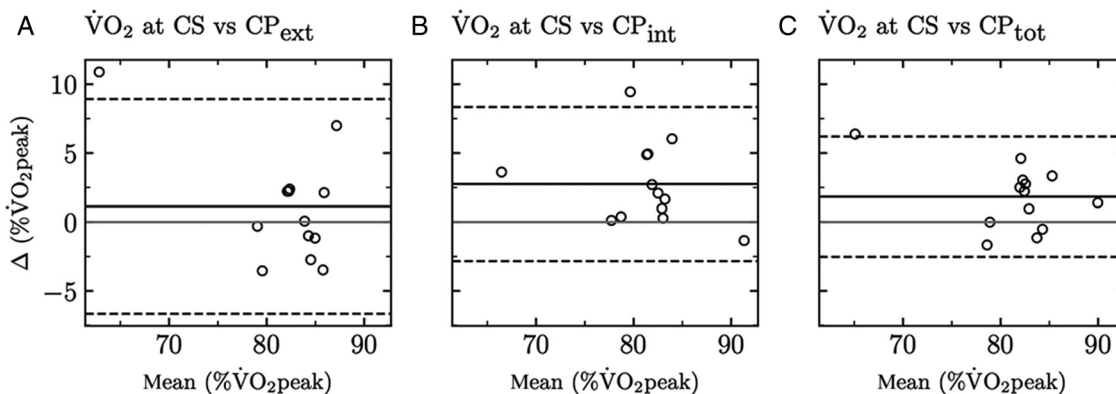 A V̇O₂ at CS vs CPext
B V̇O₂ at CS vs CPint
C V̇O₂ at CS vs CPtot
Δ (%V̇O₂peak)
10
5
0
−5
70 80 90
70 80 90
70 80 90
Mean (%V̇O₂peak)
Mean (%V̇O₂peak)
Mean (%V̇O₂peak)